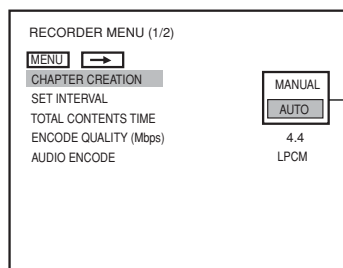 RECORDER MENU (1/2)
MENU
CHAPTER CREATION
MANUAL
SET INTERVAL
AUTO
TOTAL CONTENTS TIME
ENCODE QUALITY (Mbps) 4.4
AUDIO ENCODE LPCM